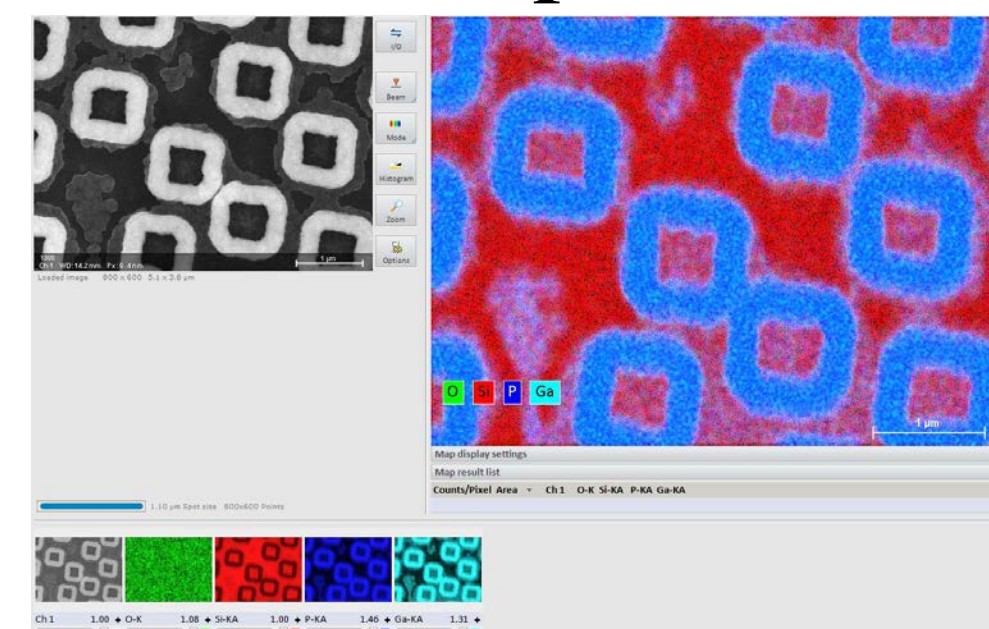 I/O
Beam
Mode
Histogram
Zoom
Options
1 μm
Loaded image 800 x 600 5.1 x 3.8 μm
O Si P Ga
1 μm
Map display settings
Map result list
Counts/Pixel Area Ch 1 O-K Si-KA P-KA Ga-KA
1.10 μm Spot size 800x600 Points
Ch 1 1.00 O-K 1.08 Si-KA 1.00 P-KA 1.46 Ga-KA 1.31